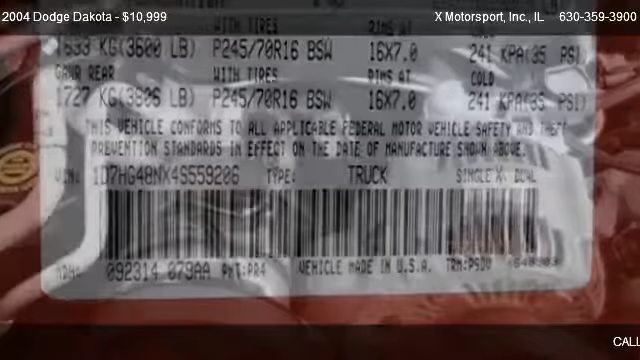 2004 Dodge Dakota - $10,999 X Motorsport, Inc., IL 630-359-3900
WITH TIRES RIMS AT
1633 KG(3600 LB) P245/70R16 BSW 16X7.0 241 KPA(35 PSI)
GAWR REAR WITH TIRES RIMS AT COLD
1727 KG(3806 LB) P245/70R16 BSW 16X7.0 241 KPA(35 PSI)
THIS VEHICLE CONFORMS TO ALL APPLICABLE FEDERAL MOTOR VEHICLE SAFETY AND THEFT
PREVENTION STANDARDS IN EFFECT ON THE DATE OF MANUFACTURE SHOWN ABOVE.
VIN: 1D7HG48NX4S559206 TYPE: TRUCK SINGLE X DUAL
MDH: 092314 079AA PNT:PR4 VEHICLE MADE IN U.S.A.
CALL